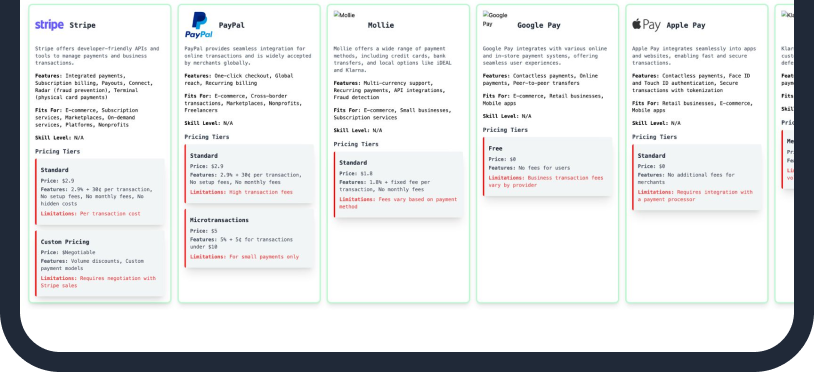 stripe Stripe
Stripe offers developer-friendly APIs and
tools to manage payments and business
transactions.
Features: Integrated payments,
Subscription billing, Payouts, Connect,
Radar (fraud prevention), Terminal
(physical card payments)
Fits For: E-commerce, Subscription
services, Marketplaces, On-demand
services, Platforms, Nonprofits
Skill Level: N/A
Pricing Tiers
Standard
Price: $2.9
Features: 2.9% + 30¢ per transaction,
No setup fees, No monthly fees, No
hidden costs
Limitations: Per transaction cost
Custom Pricing
Price: $Negotiable
Features: Volume discounts, Custom
payment models
Limitations: Requires negotiation with
Stripe sales
PayPal PayPal
PayPal provides seamless integration for
online transactions and is widely accepted
by merchants globally.
Features: One-click checkout, Global
reach, Recurring billing
Fits For: E-commerce, Cross-border
transactions, Marketplaces, Nonprofits,
Freelancers
Skill Level: N/A
Pricing Tiers
Standard
Price: $2.9
Features: 2.9% + 30¢ per transaction,
No setup fees, No monthly fees
Limitations: High transaction fees
Microtransactions
Price: $5
Features: 5% + 5¢ for transactions
under $10
Limitations: For small payments only
Mollie
Mollie
Mollie offers a wide range of payment
methods, including credit cards, bank
transfers, and local options like iDEAL
and Klarna.
Features: Multi-currency support,
Recurring payments, API integrations,
Fraud detection
Fits For: E-commerce, Small businesses,
Subscription services
Skill Level: N/A
Pricing Tiers
Standard
Price: $1.8
Features: 1.8% + fixed fee per
transaction, No monthly fees
Limitations: Fees vary based on payment
method
Google
Pay
Google Pay
Google Pay integrates with various online
and in-store payment systems, offering
seamless user experiences.
Features: Contactless payments, Online
payments, Peer-to-peer transfers
Fits For: E-commerce, Retail businesses,
Mobile apps
Skill Level: N/A
Pricing Tiers
Free
Price: $0
Features: No fees for users
Limitations: Business transaction fees
vary by provider
Pay Apple Pay
Apple Pay integrates seamlessly into apps
and websites, enabling fast and secure
transactions.
Features: Contactless payments, Face ID
and Touch ID authentication, Secure
transactions with tokenization
Fits For: Retail businesses, E-commerce,
Mobile apps
Skill Level: N/A
Pricing Tiers
Standard
Price: $0
Features: No additional fees for
merchants
Limitations: Requires integration with
a payment processor